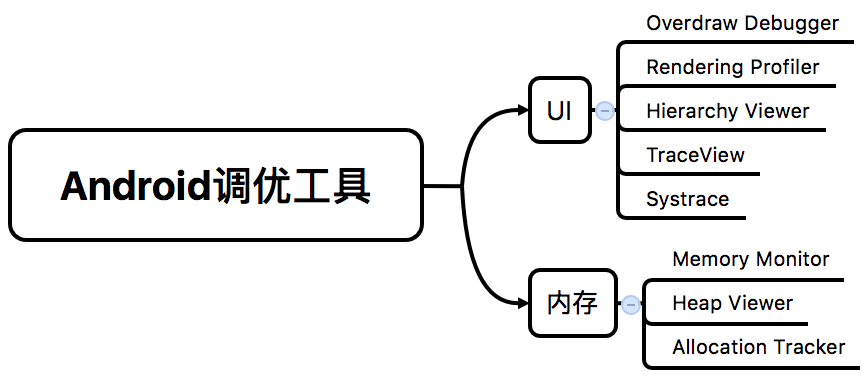 Android调优工具
UI
Overdraw Debugger
Rendering Profiler
Hierarchy Viewer
TraceView
Systrace
内存
Memory Monitor
Heap Viewer
Allocation Tracker